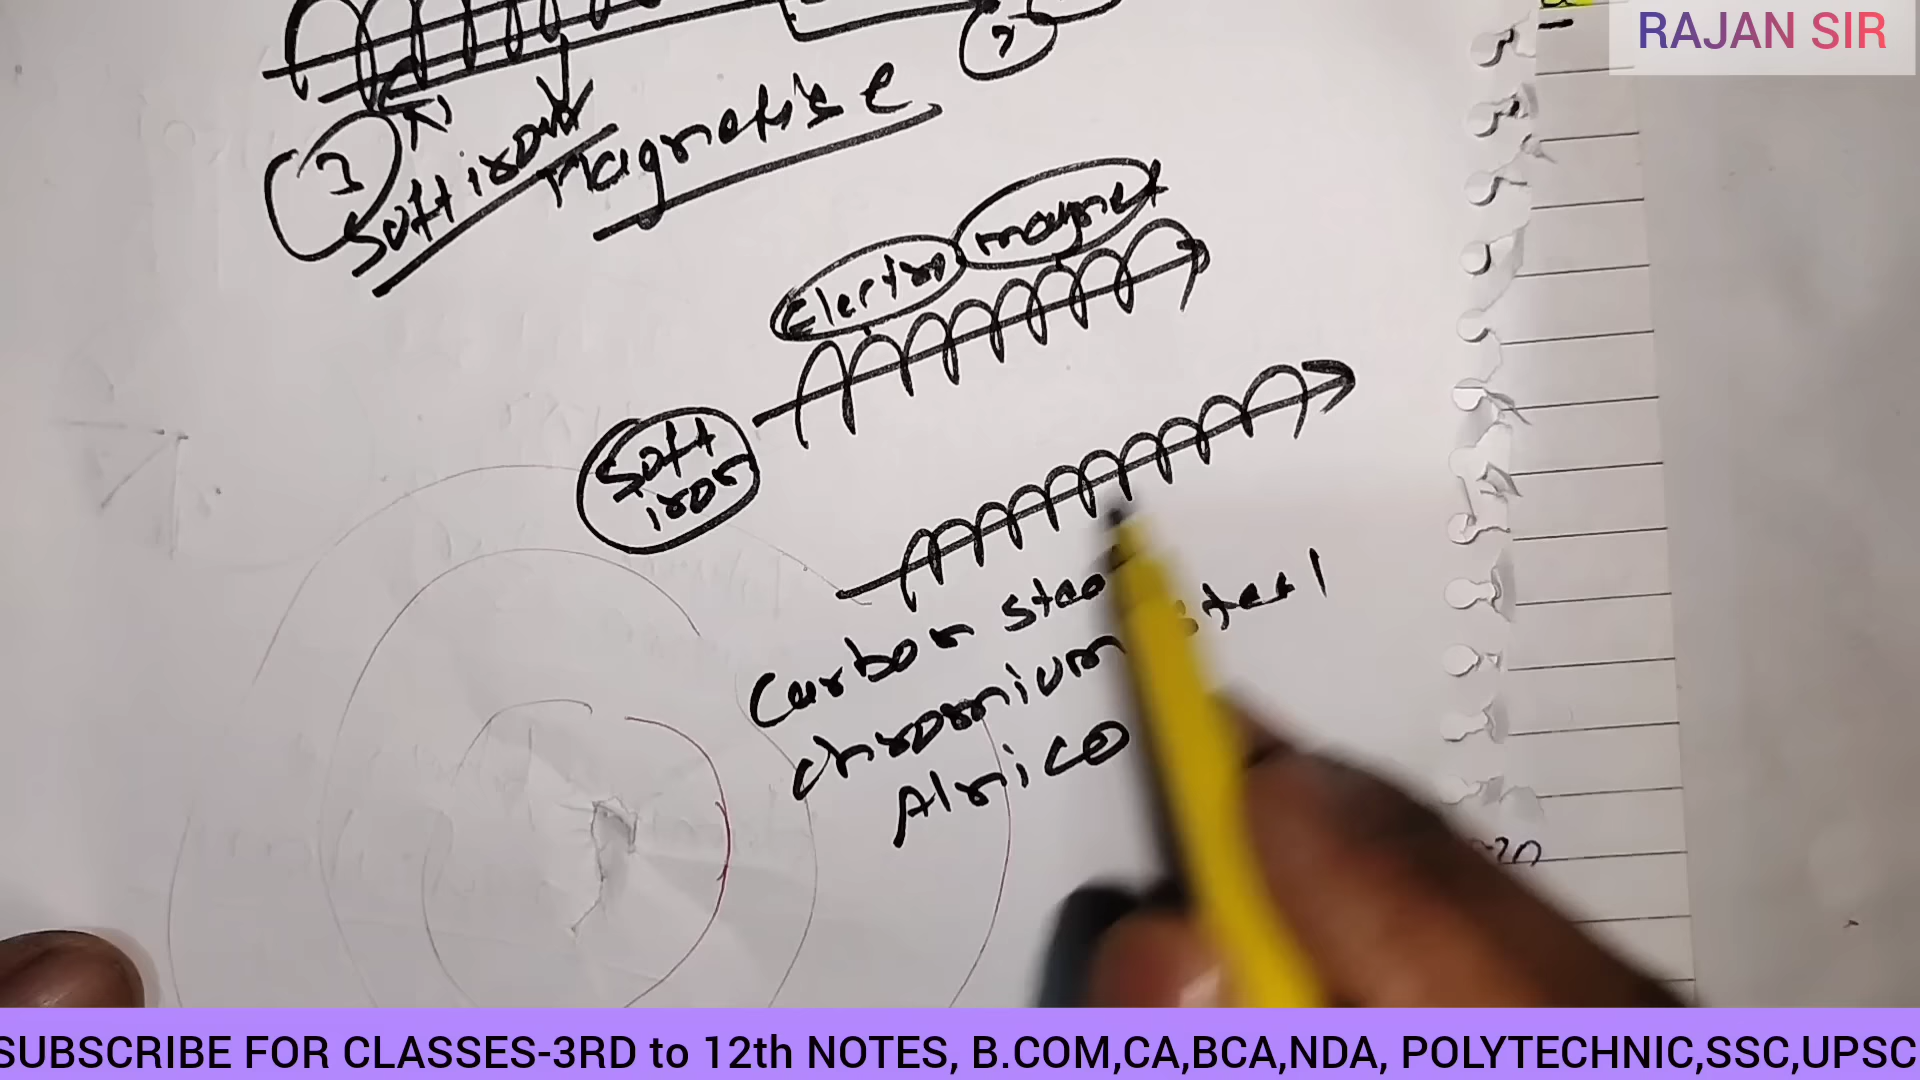 RAJAN SIR
Soft iron
Magnetise
Electro magnet
Soft
iron
Carbon
chromium steel
Alnico
SUBSCRIBE FOR CLASSES-3RD to 12th NOTES, B.COM,CA,BCA,NDA, POLYTECHNIC,SSC,UPSC